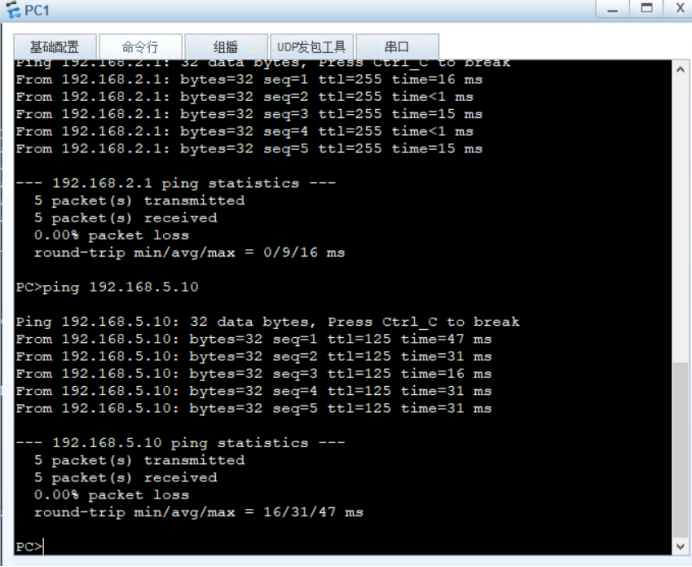 PC1
基础配置 命令行 组播 UDP发包工具 串口
Ping 192.168.2.1: 32 data bytes, Press Ctrl_C to break
From 192.168.2.1: bytes=32 seq=1 ttl=255 time=16 ms
From 192.168.2.1: bytes=32 seq=2 ttl=255 time<1 ms
From 192.168.2.1: bytes=32 seq=3 ttl=255 time=15 ms
From 192.168.2.1: bytes=32 seq=4 ttl=255 time<1 ms
From 192.168.2.1: bytes=32 seq=5 ttl=255 time=15 ms
--- 192.168.2.1 ping statistics ---
5 packet(s) transmitted
5 packet(s) received
0.00% packet loss
round-trip min/avg/max = 0/9/16 ms
PC>ping 192.168.5.10
Ping 192.168.5.10: 32 data bytes, Press Ctrl_C to break
From 192.168.5.10: bytes=32 seq=1 ttl=125 time=47 ms
From 192.168.5.10: bytes=32 seq=2 ttl=125 time=31 ms
From 192.168.5.10: bytes=32 seq=3 ttl=125 time=16 ms
From 192.168.5.10: bytes=32 seq=4 ttl=125 time=31 ms
From 192.168.5.10: bytes=32 seq=5 ttl=125 time=31 ms
--- 192.168.5.10 ping statistics ---
5 packet(s) transmitted
5 packet(s) received
0.00% packet loss
round-trip min/avg/max = 16/31/47 ms
PC>